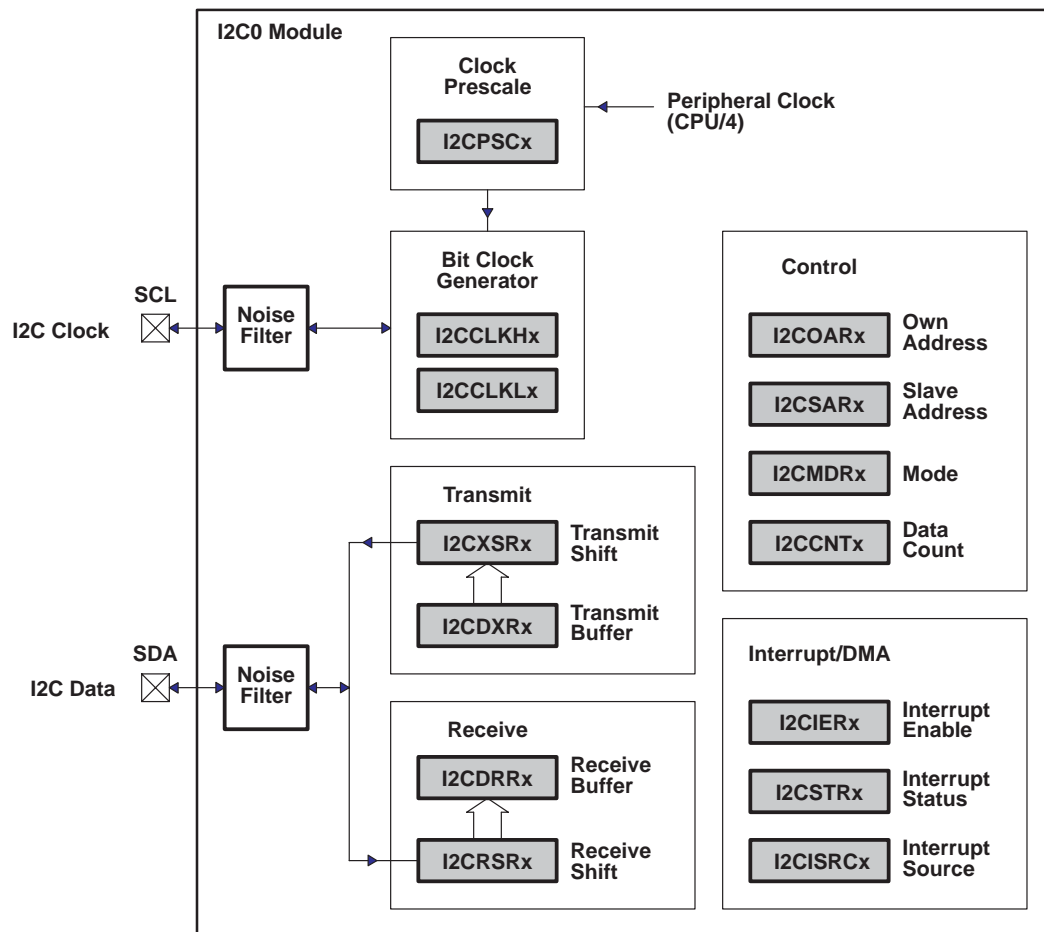 I2C0 Module
Clock
Prescale
I2CPSCx
Peripheral Clock
(CPU/4)
Bit Clock
Generator
I2CCLKHx
I2CCLKLx
SCL
I2C Clock
Noise
Filter
Control
I2COARx
Own
Address
I2CSARx
Slave
Address
I2CMDRx
Mode
I2CCNTx
Data
Count
Transmit
I2CXSRx
Transmit
Shift
I2CDXRx
Transmit
Buffer
SDA
I2C Data
Noise
Filter
Receive
I2CDRRx
Receive
Buffer
I2CRSRx
Receive
Shift
Interrupt/DMA
I2CIERx
Interrupt
Enable
I2CSTRx
Interrupt
Status
I2CISRCx
Interrupt
Source